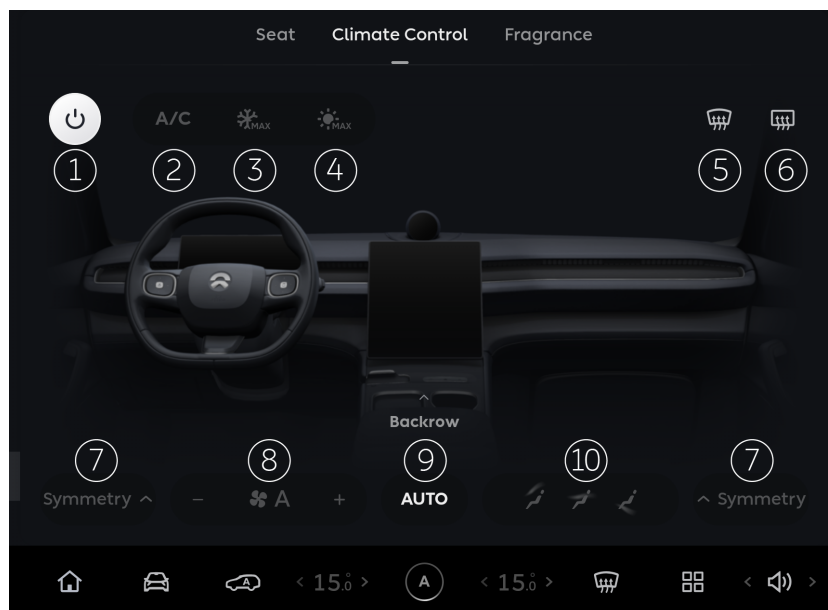 Seat Climate Control Fragrance
A/C MAX MAX
1 2 3 4 5 6
Backrow
7 8 9 10 7
Symmetry − A + AUTO Symmetry
A < 15.0° > A < 15.0° > < >